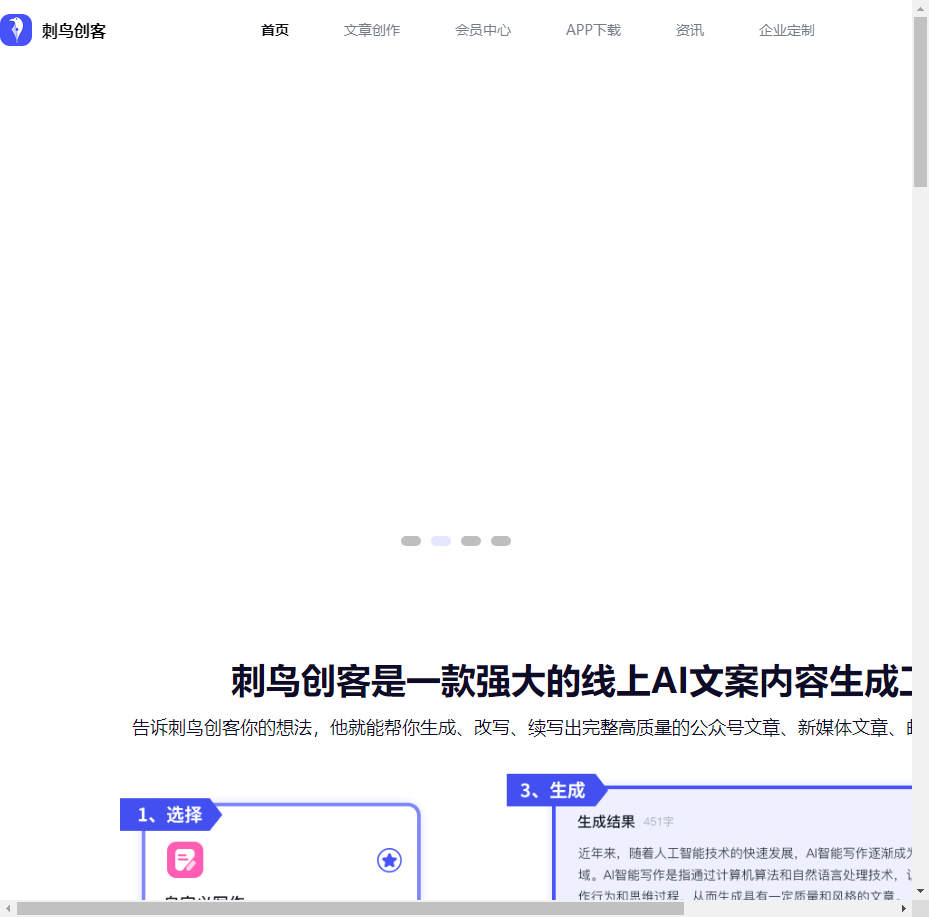 刺鸟创客
首页 文章创作 会员中心 APP下载 资讯 企业定制
刺鸟创客是一款强大的线上AI文案内容生成
告诉刺鸟创客你的想法，他就能帮你生成、改写、续写出完整高质量的公众号文章、新媒体文章、
1、选择
自定义写作
3、生成
生成结果 451字
近年来，随着人工智能技术的快速发展，AI智能写作逐渐成为
域。AI智能写作是指通过计算机算法和自然语言处理技术，让
作行为和思维过程，从而生成具有一定质量和风格的文章。